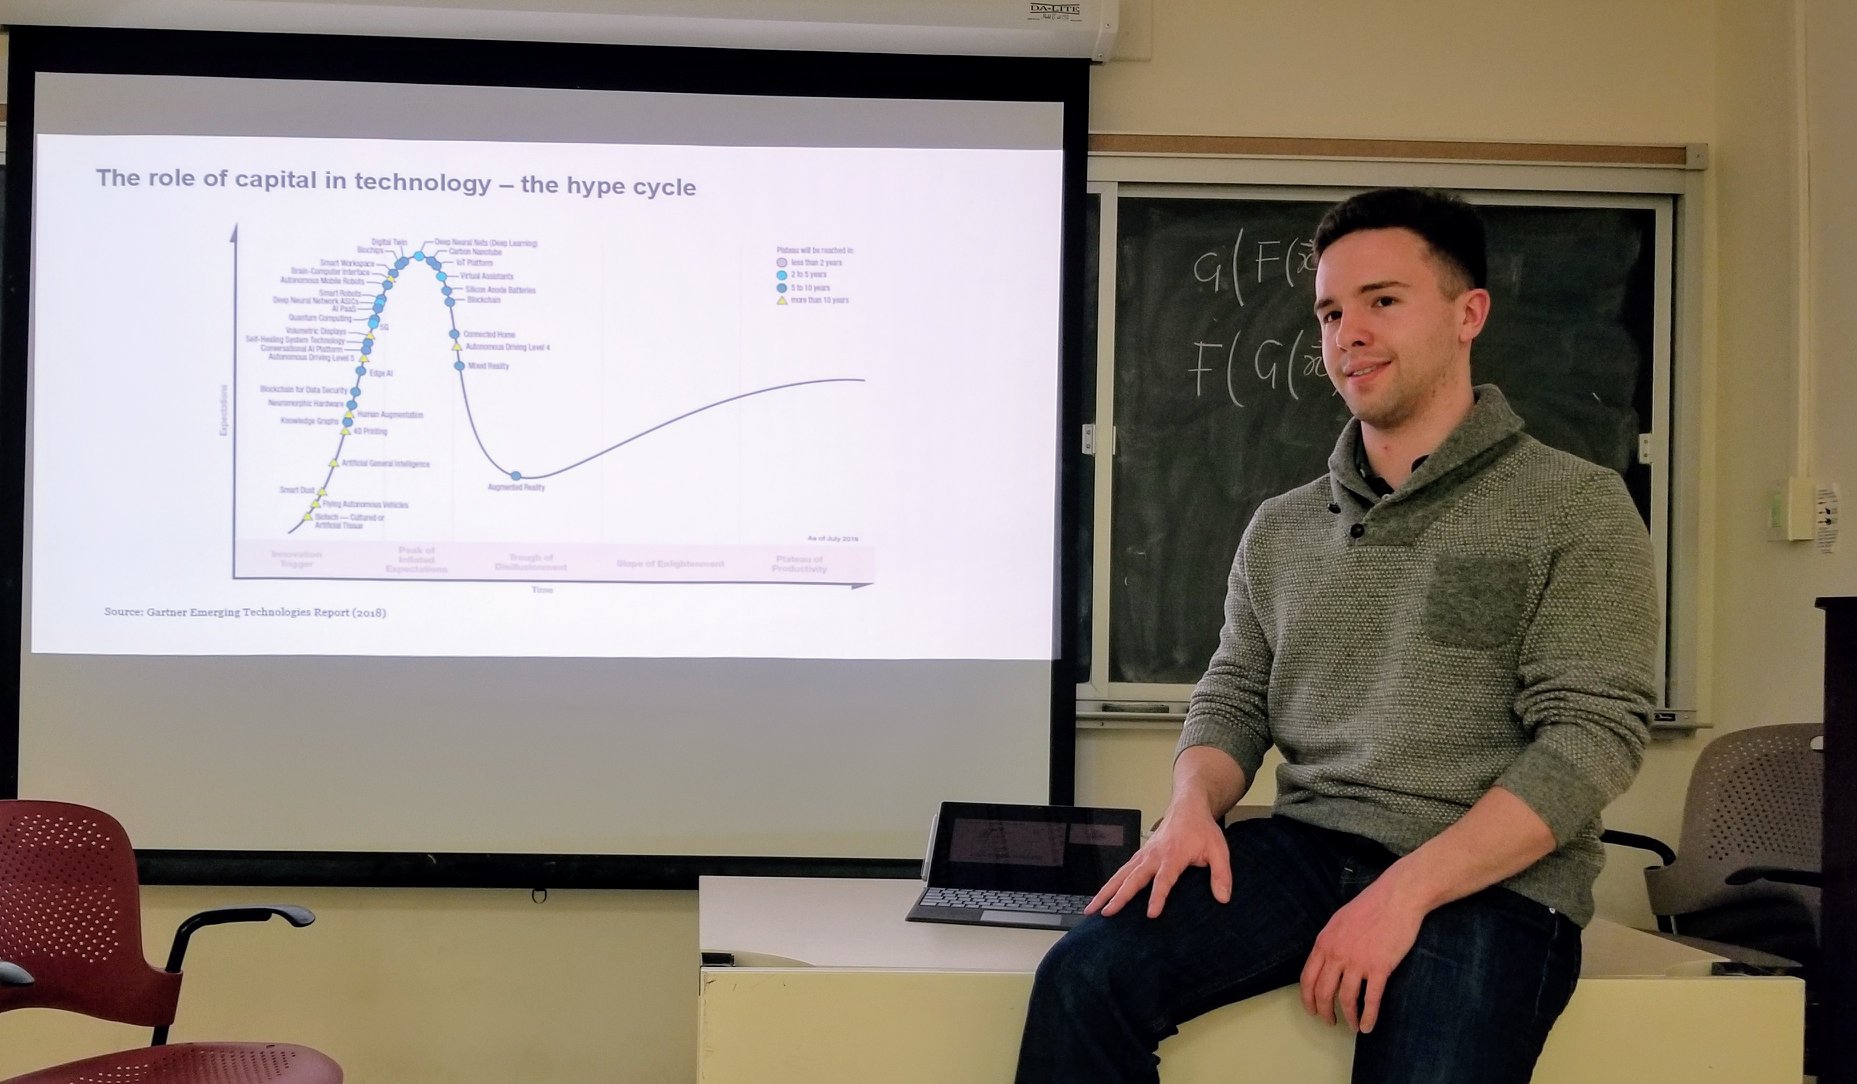 DA-LITE
The role of capital in technology – the hype cycle
Digital Twin
Biochips
Smart Workspace
Brain-Computer Interface
Autonomous Mobile Robots
Smart Robots
Deep Neural Network ASICs
AI PaaS
Quantum Computing
5G
Volumetric Displays
Self-Healing System Technology
Conversational AI Platform
Autonomous Driving Level 5
Edge AI
Blockchain for Data Security
Neuromorphic Hardware
Human Augmentation
Knowledge Graphs
4D Printing
Artificial General Intelligence
Smart Dust
Flying Autonomous Vehicles
Biotech — Cultured or
Artificial Tissue
Deep Neural Nets (Deep Learning)
Carbon Nanotube
IoT Platform
Virtual Assistants
Silicon Anode Batteries
Blockchain
Connected Home
Autonomous Driving Level 4
Mixed Reality
Augmented Reality
Plateau will be reached in:
less than 2 years
2 to 5 years
5 to 10 years
more than 10 years
Expectations
As of July 2018
Innovation
Trigger
Peak of
Inflated
Expectations
Trough of
Disillusionment
Slope of Enlightenment
Plateau of
Productivity
Time
Source: Gartner Emerging Technologies Report (2018)
G(F(x⃗
F(G(x⃗